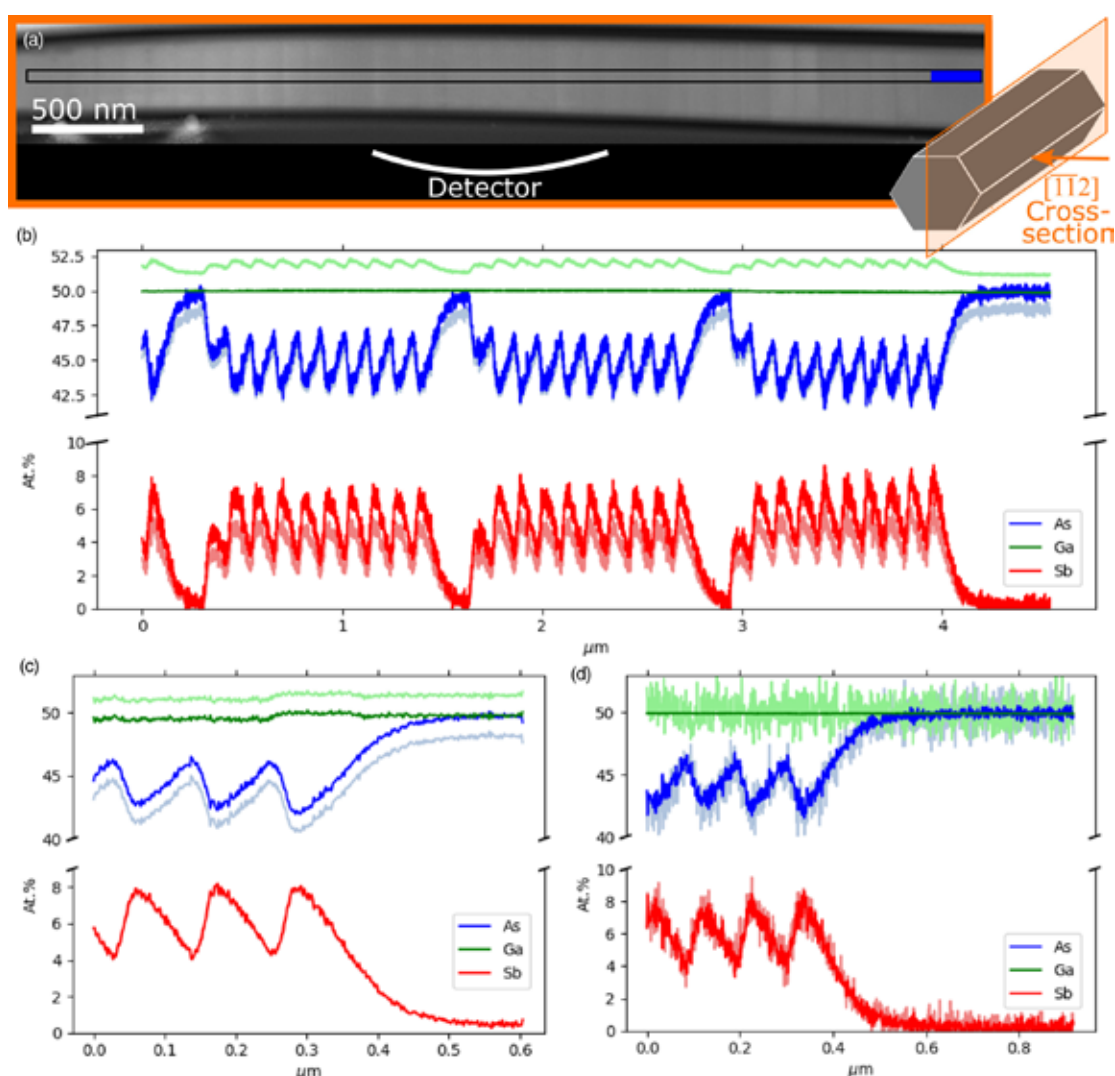 (a)
500 nm
Detector
[1̅1̅2]
Cross-
section
(b)
52.5
50.0
47.5
45.0
42.5
10
8
6
4
2
0
At.%
As
Ga
Sb
0 1 2 3 4
μm
(c)
50
45
40
8
6
4
2
0
At.%
As
Ga
Sb
0.0 0.1 0.2 0.3 0.4 0.5 0.6
μm
(d)
50
45
40
10
8
6
4
2
0
At.%
As
Ga
Sb
0.0 0.2 0.4 0.6 0.8
μm